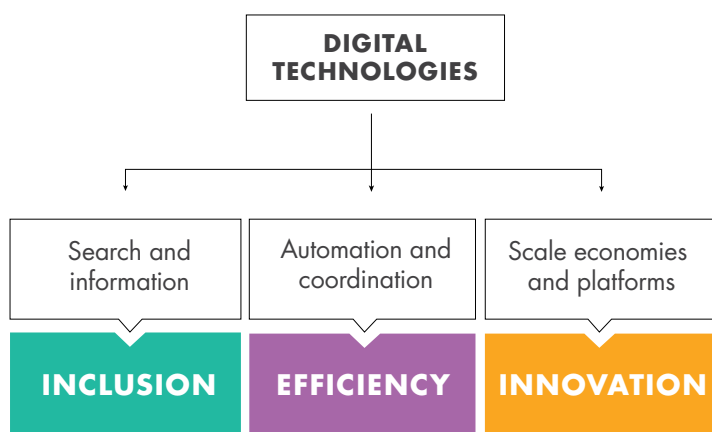 DIGITAL
TECHNOLOGIES
Search and
information
Automation and
coordination
Scale economies
and platforms
INCLUSION
EFFICIENCY
INNOVATION